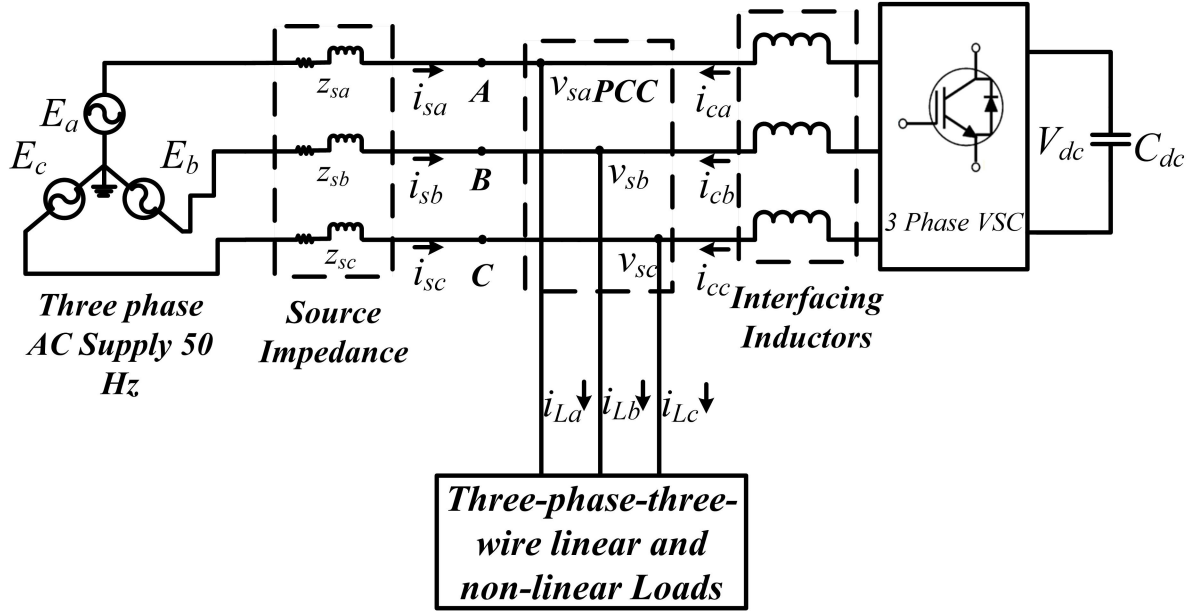 E_a
E_c
E_b
Three phase
AC Supply 50
Hz
z_sa
z_sb
z_sc
Source
Impedance
i_sa
i_sb
i_sc
A
B
C
v_sa PCC
v_sb
v_sc
i_ca
i_cb
i_cc
Interfacing
Inductors
3 Phase VSC
V_dc
C_dc
i_La
i_Lb
i_Lc
Three-phase-three-
wire linear and
non-linear Loads